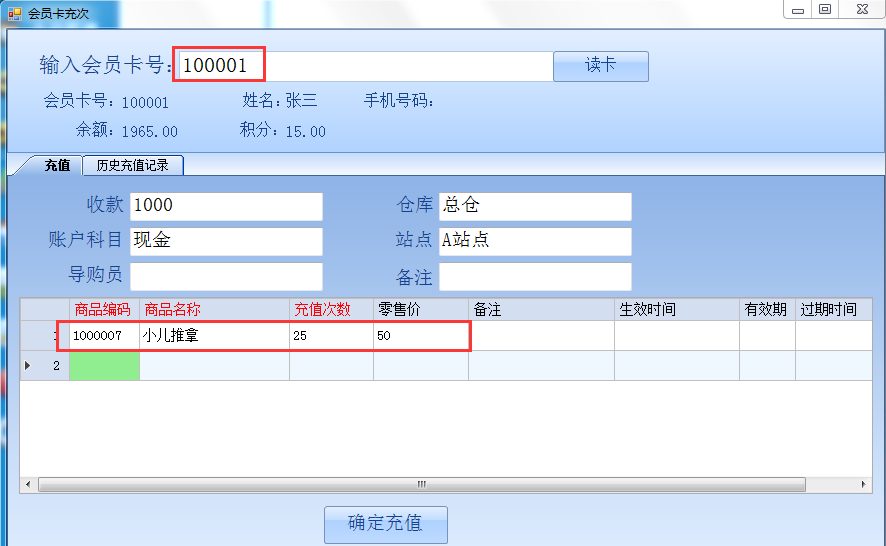 会员卡充次
输入会员卡号: 100001 读卡
会员卡号: 100001 姓名: 张三 手机号码:
余额: 1965.00 积分: 15.00
充值 历史充值记录
收款 1000 仓库 总仓
账户科目 现金 站点 A站点
导购员 备注
商品编码 商品名称 充值次数 零售价 备注 生效时间 有效期 过期时间
1 1000007 小儿推拿 25 50
2
确定充值